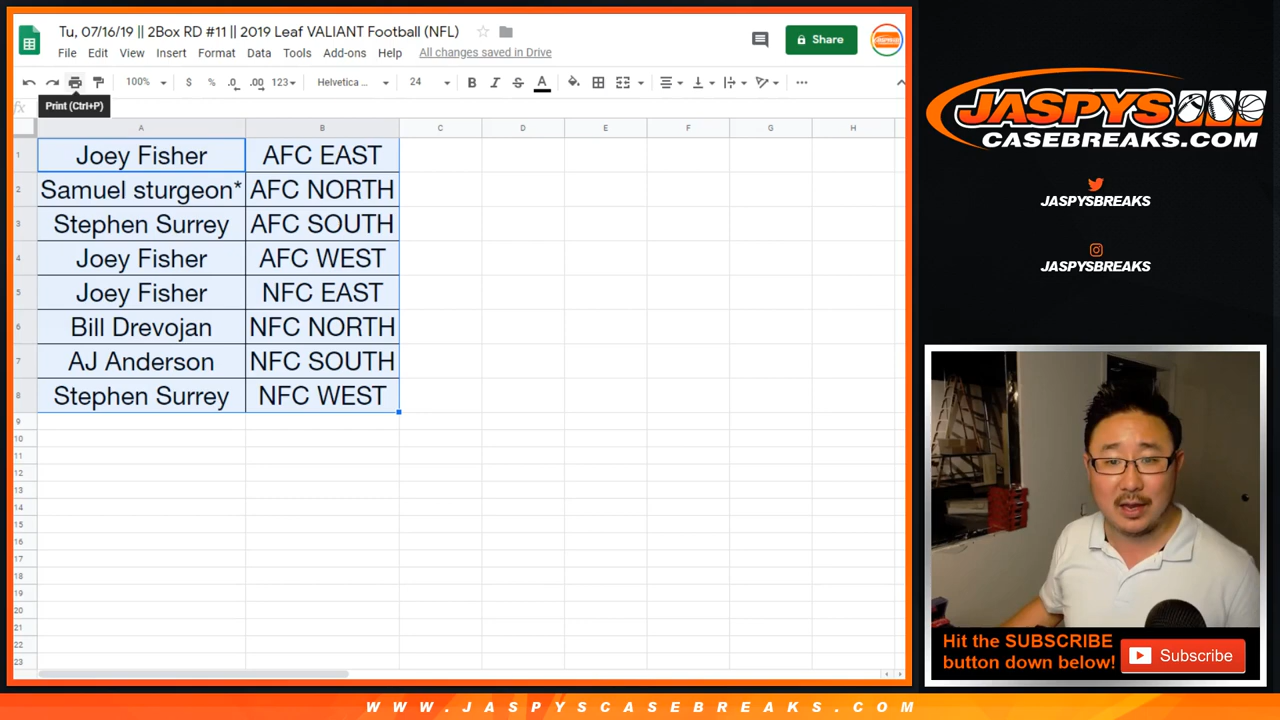 Tu, 07/16/19 || 2Box RD #11 || 2019 Leaf VALIANT Football (NFL)
File Edit View Insert Format Data Tools Add-ons Help All changes saved in Drive
Share
100% $ % .0 .00 123 Helvetica ... 24 B I S A
Print (Ctrl+P)
fx
A B C D E F G H
1 Joey Fisher AFC EAST
2 Samuel sturgeon* AFC NORTH
3 Stephen Surrey AFC SOUTH
4 Joey Fisher AFC WEST
5 Joey Fisher NFC EAST
6 Bill Drevojan NFC NORTH
7 AJ Anderson NFC SOUTH
8 Stephen Surrey NFC WEST
9
10
11
12
13
14
15
16
17
18
19
20
21
22
23
JASPYS
CASEBREAKS.COM
JASPYSBREAKS
JASPYSBREAKS
Hit the SUBSCRIBE
button down below!
Subscribe
WWW.JASPYSCASEBREAKS.COM